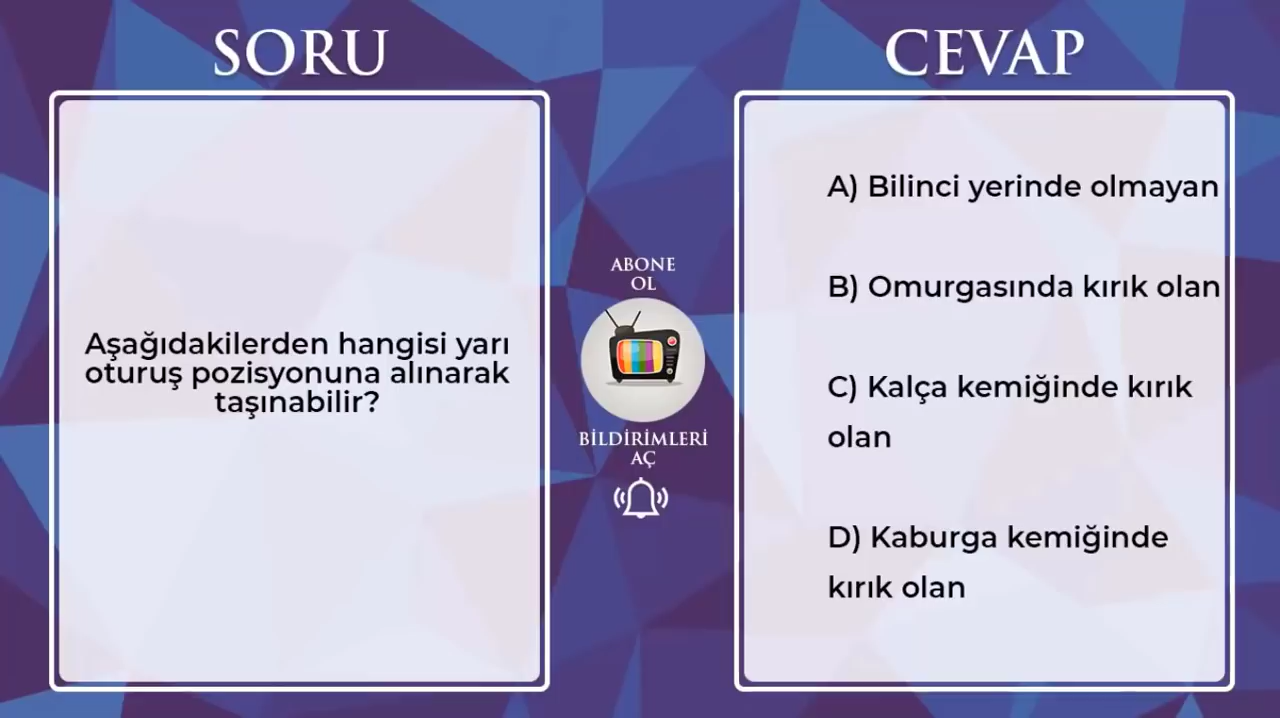 SORU
Aşağıdakilerden hangisi yarı
oturuş pozisyonuna alınarak
taşınabilir?
ABONE
OL
BİLDİRİMLERİ
AÇ
CEVAP
A) Bilinci yerinde olmayan
B) Omurgasında kırık olan
C) Kalça kemiğinde kırık
olan
D) Kaburga kemiğinde
kırık olan